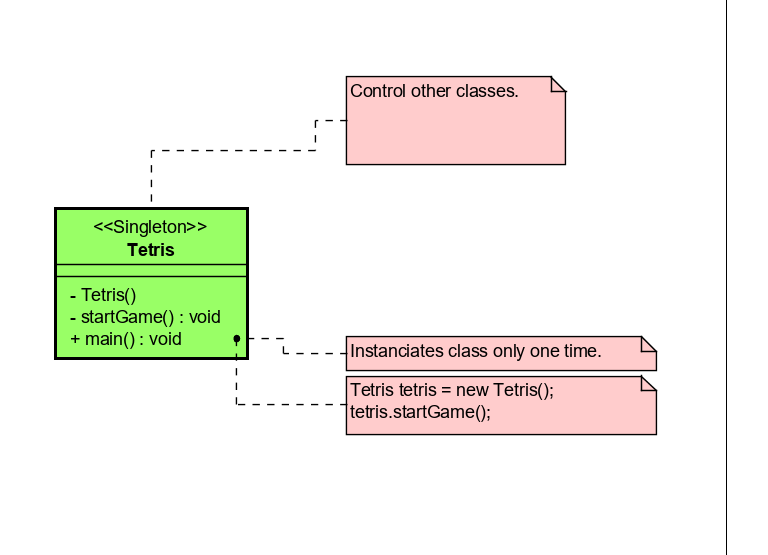 Control other classes.
<<Singleton>>
Tetris
- Tetris()
- startGame() : void
+ main() : void
Instanciates class only one time.
Tetris tetris = new Tetris();
tetris.startGame();